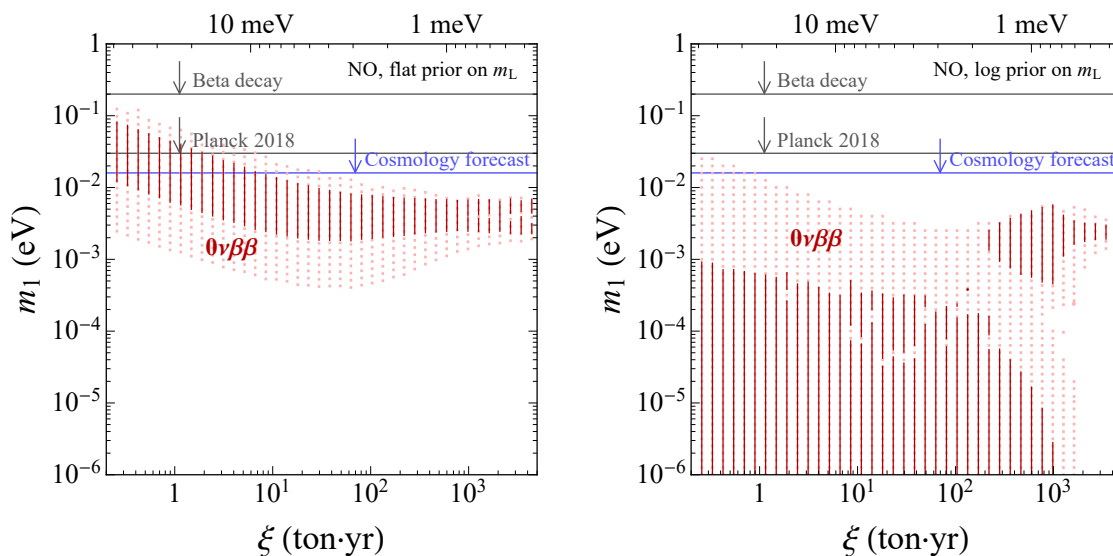 10 meV 1 meV
NO, flat prior on mL
Beta decay
Planck 2018
Cosmology forecast
0νββ
m1 (eV)
1
10^-1
10^-2
10^-3
10^-4
10^-5
10^-6
1 10^1 10^2 10^3
ξ (ton·yr)
10 meV 1 meV
NO, log prior on mL
Beta decay
Planck 2018
Cosmology forecast
0νββ
m1 (eV)
1
10^-1
10^-2
10^-3
10^-4
10^-5
10^-6
1 10^1 10^2 10^3
ξ (ton·yr)